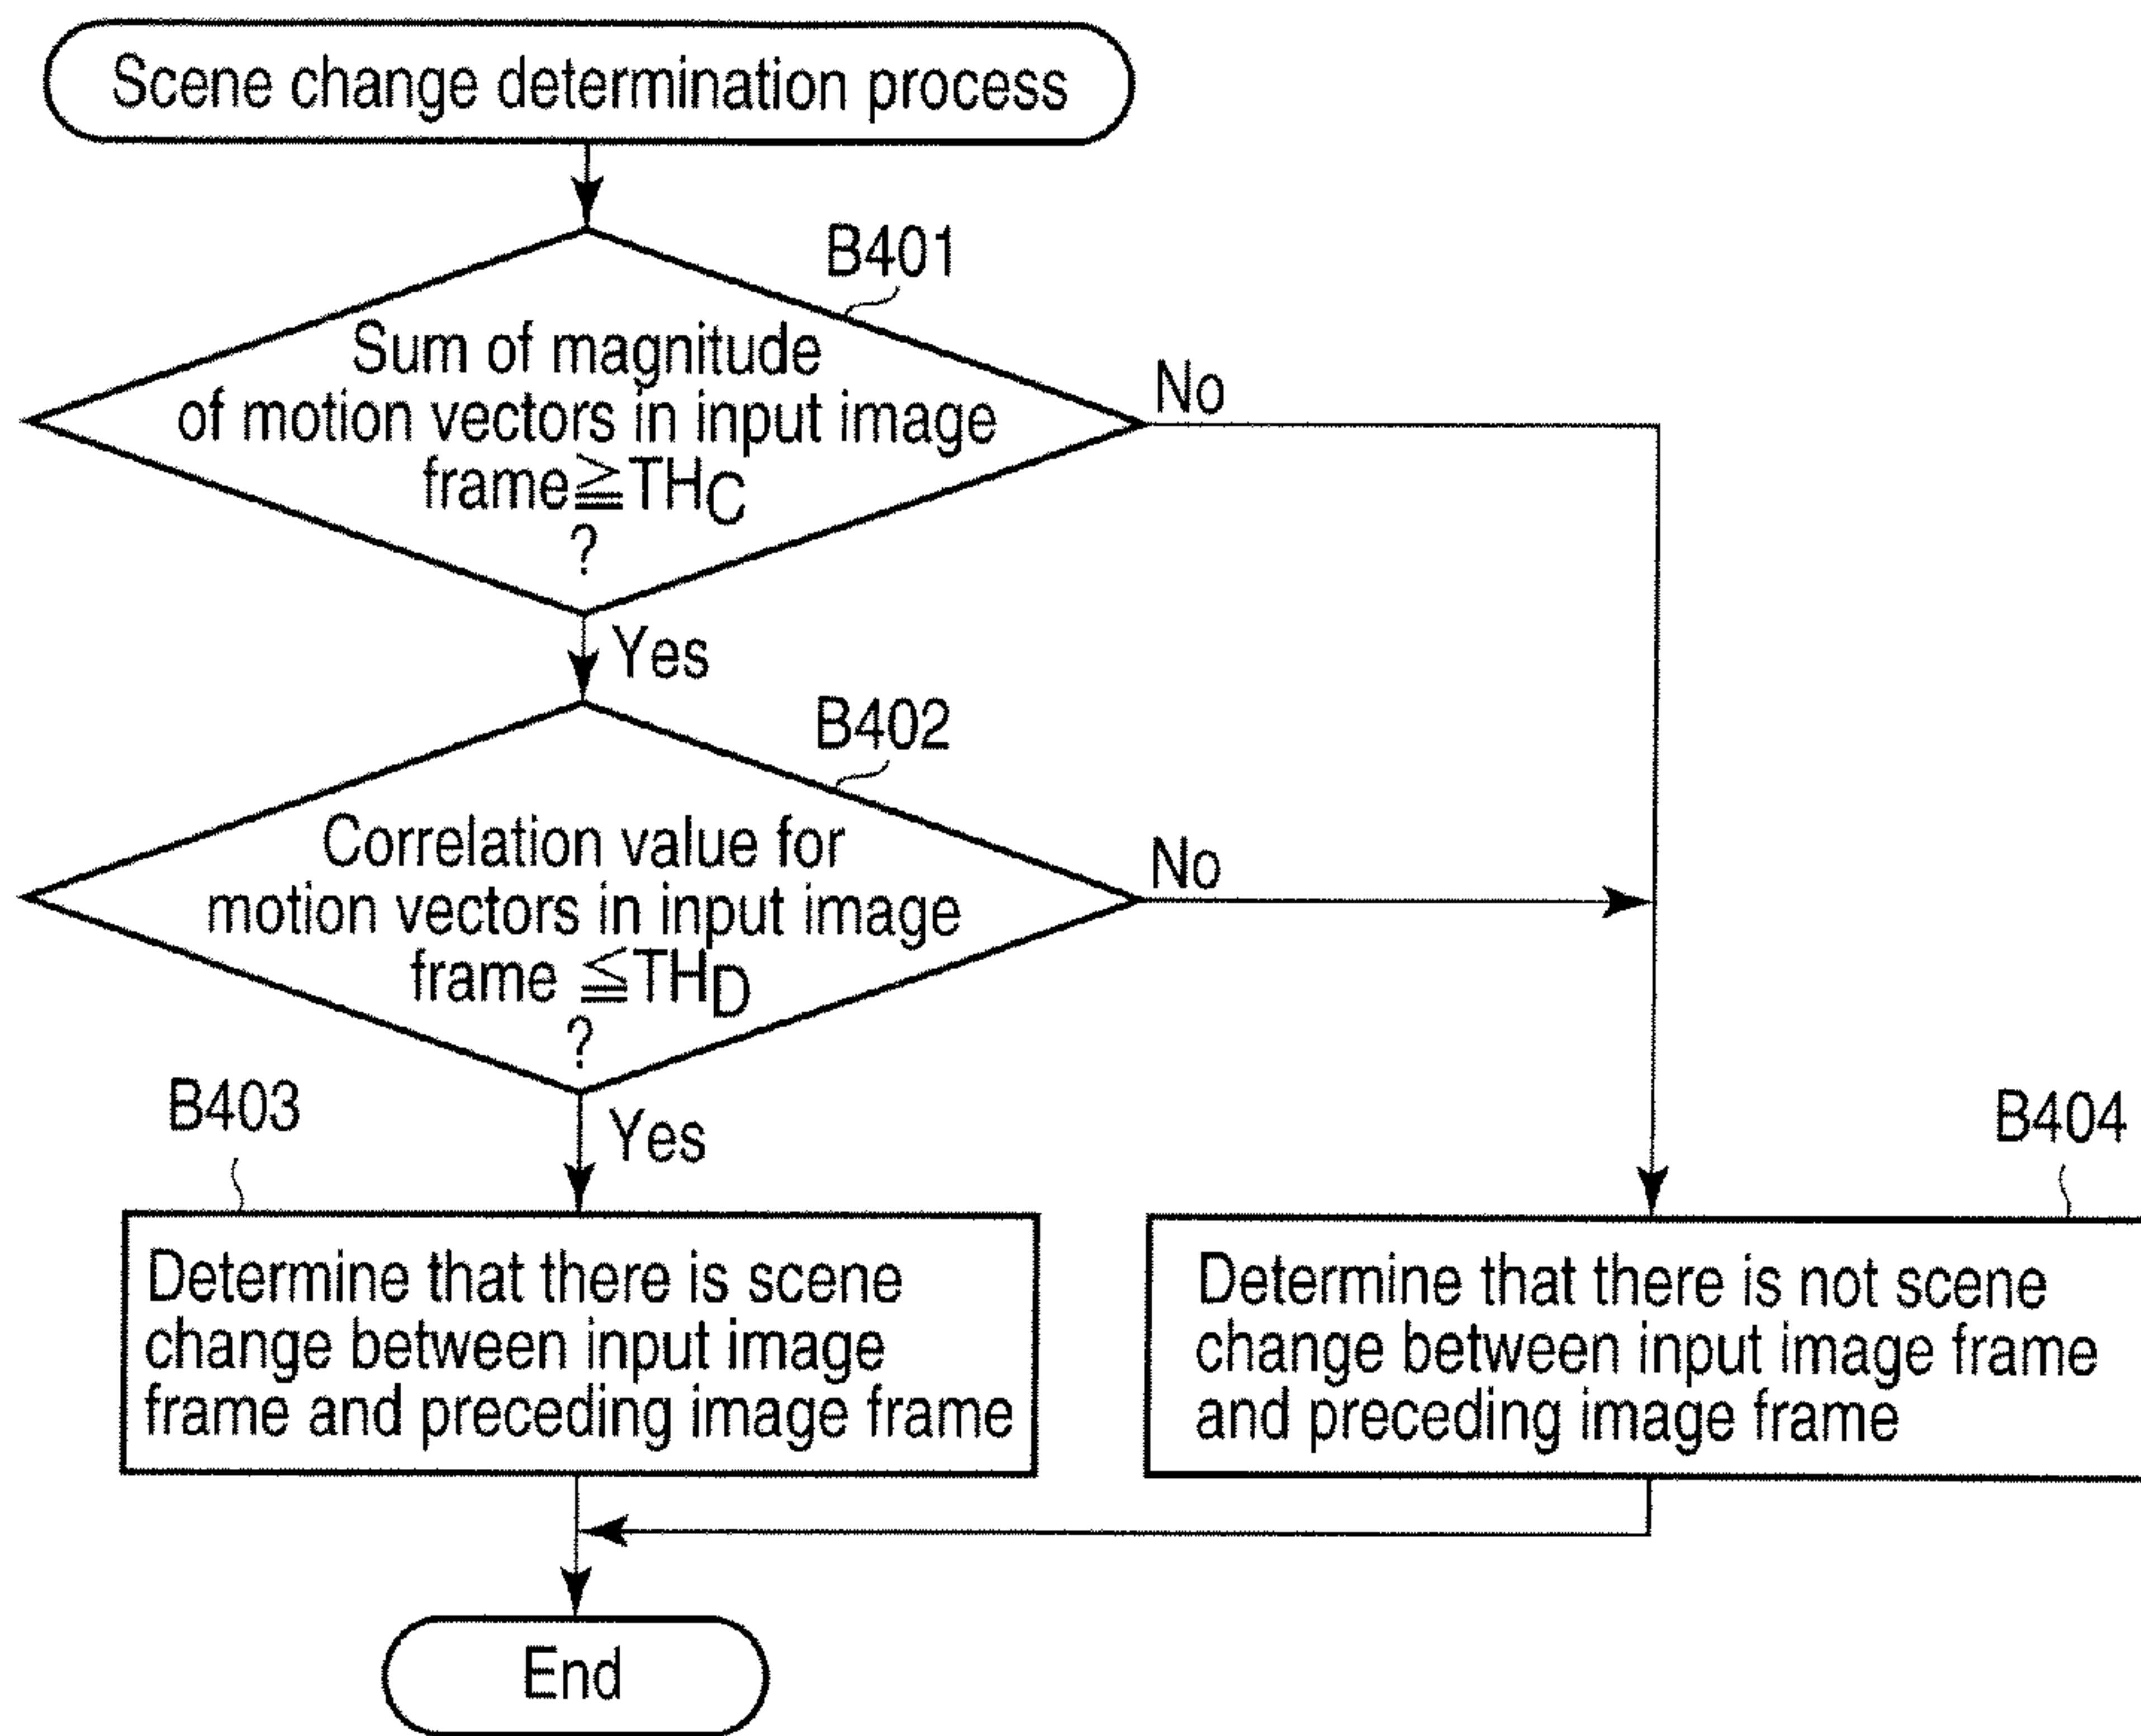 Scene change determination process
B401
Sum of magnitude
of motion vectors in input image
frame≧THC
?
No
Yes
B402
Correlation value for
motion vectors in input image
frame ≦THD
?
No
Yes
B403
Determine that there is scene
change between input image
frame and preceding image frame
B404
Determine that there is not scene
change between input image frame
and preceding image frame
End